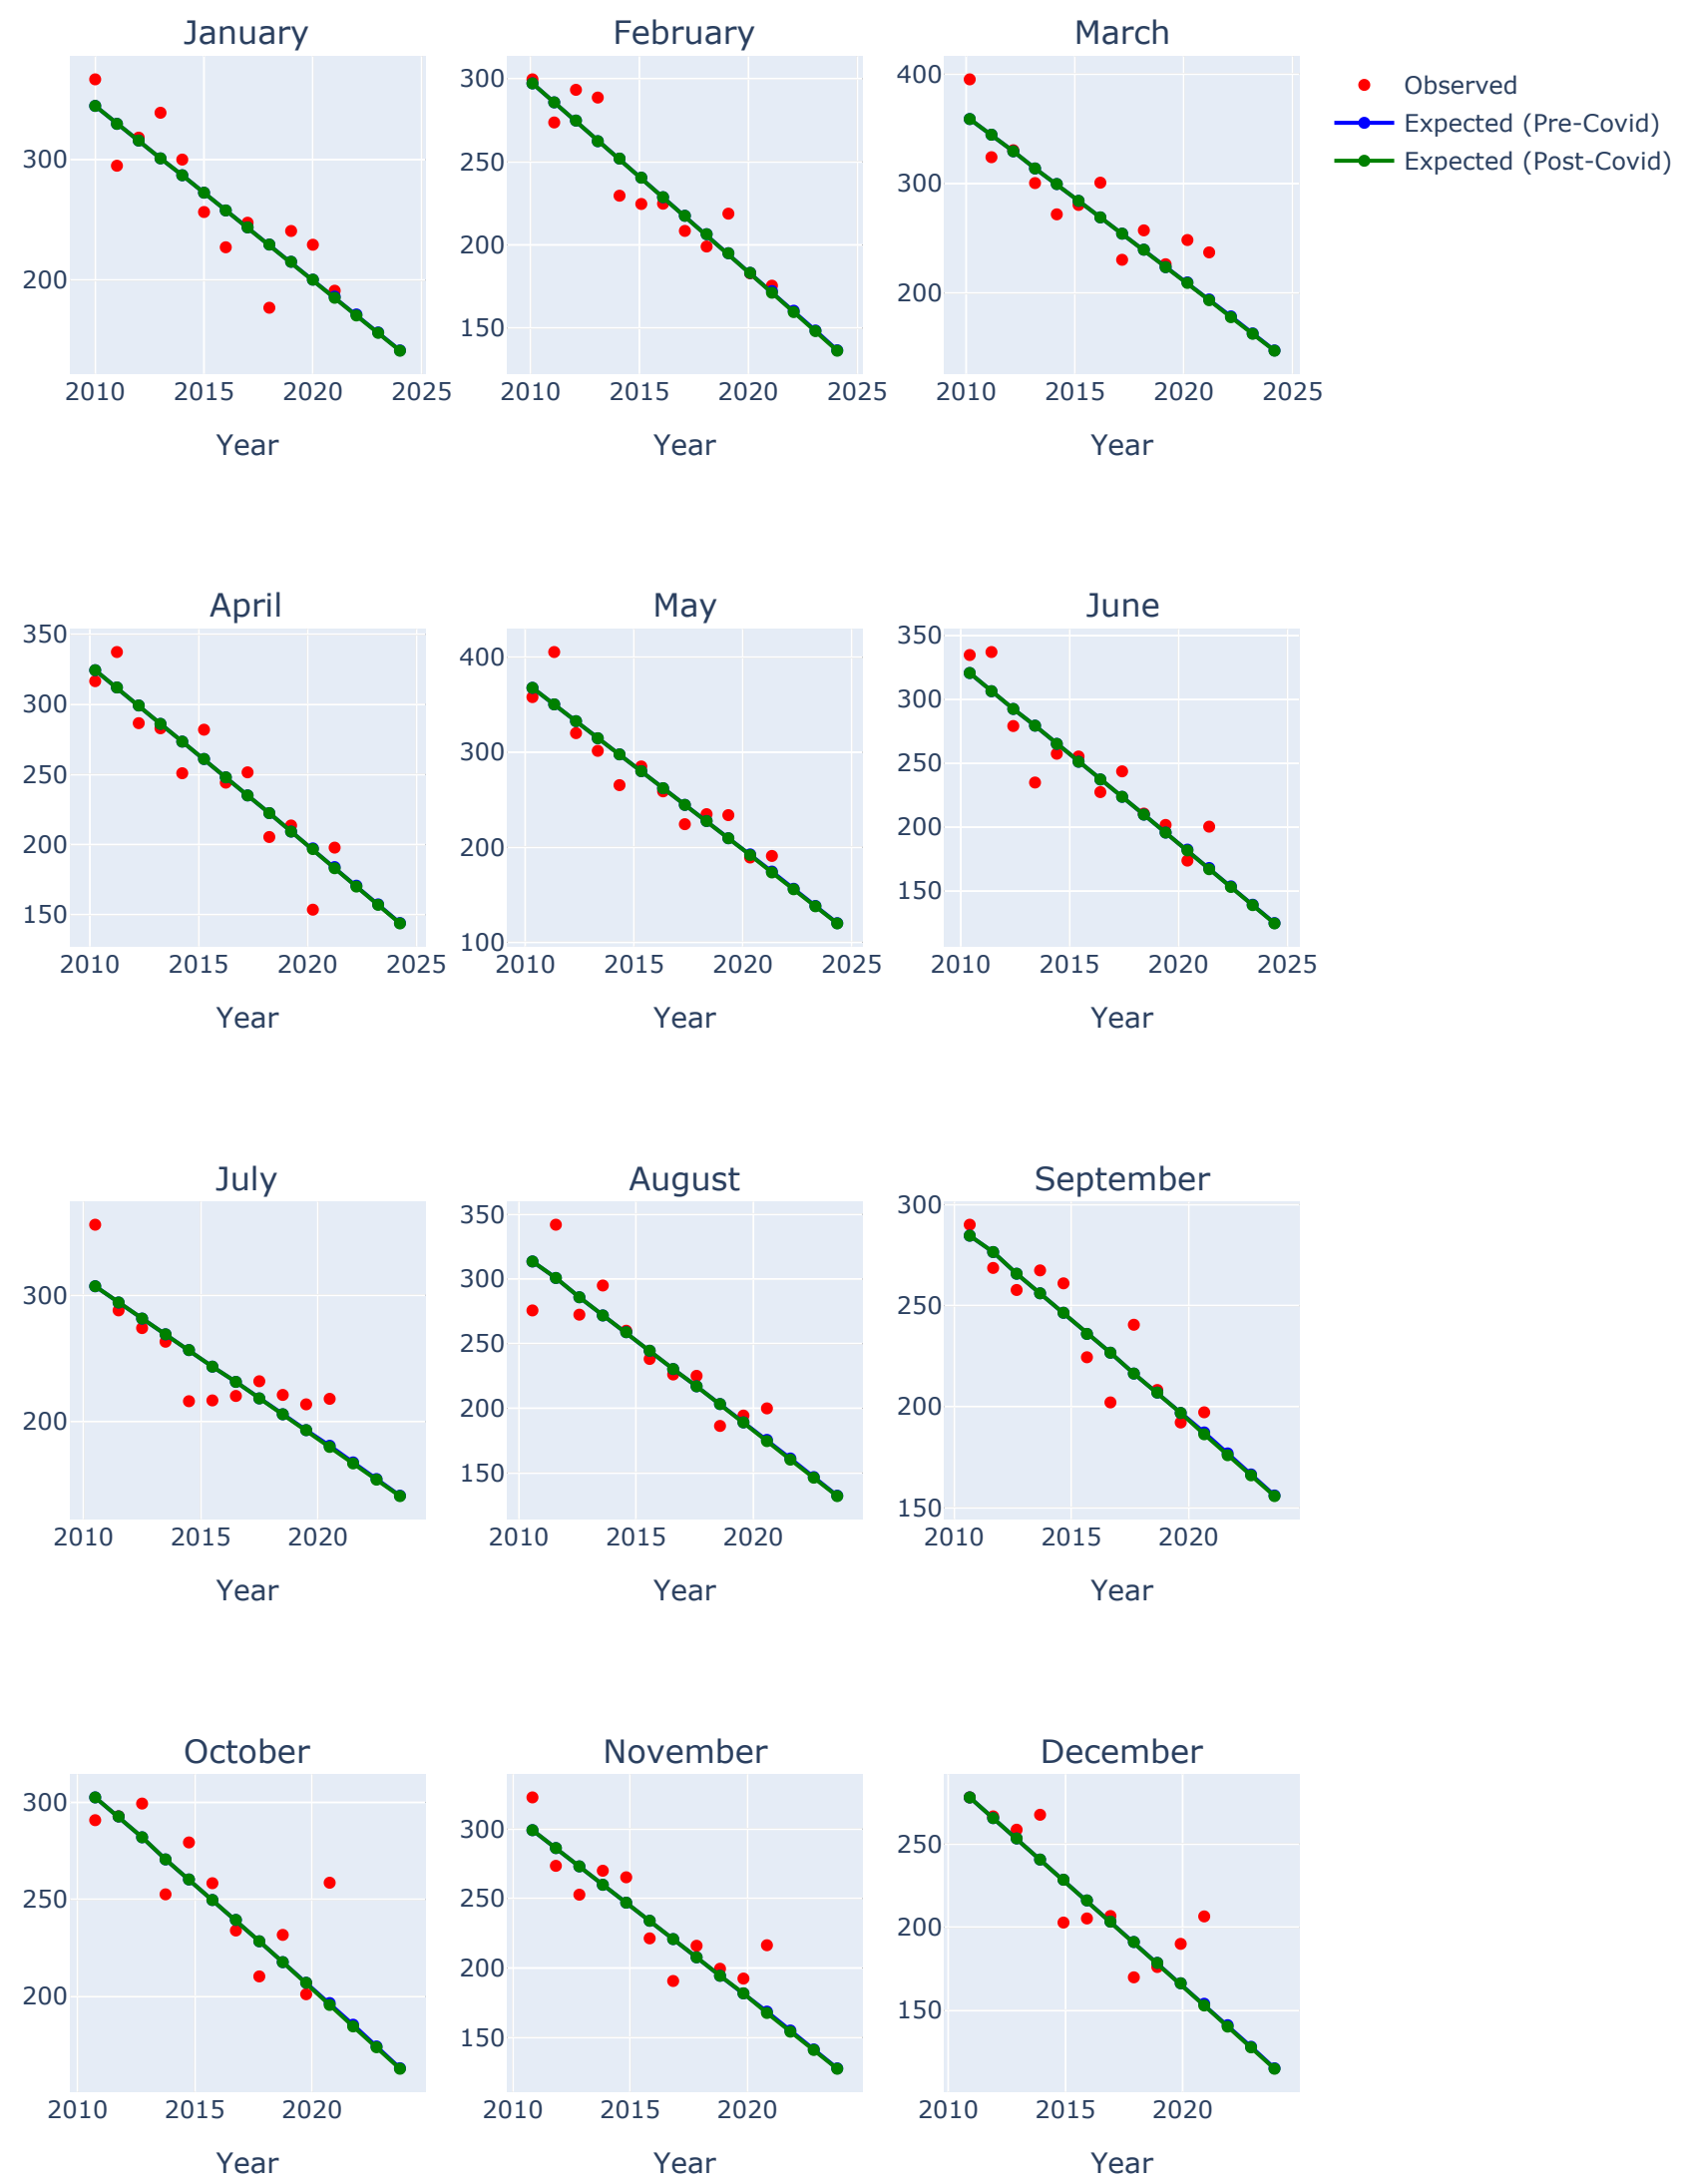 January February March
300
200
2010 2015 2020 2025
Year
300
250
200
150
2010 2015 2020 2025
Year
400
300
200
2010 2015 2020 2025
Year
Observed
Expected (Pre-Covid)
Expected (Post-Covid)
April May June
350
300
250
200
150
2010 2015 2020 2025
Year
400
300
200
100
2010 2015 2020 2025
Year
350
300
250
200
150
2010 2015 2020 2025
Year
July August September
300
200
2010 2015 2020
Year
350
300
250
200
150
2010 2015 2020
Year
300
250
200
150
2010 2015 2020
Year
October November December
300
250
200
2010 2015 2020
Year
300
250
200
150
2010 2015 2020
Year
250
200
150
2010 2015 2020
Year